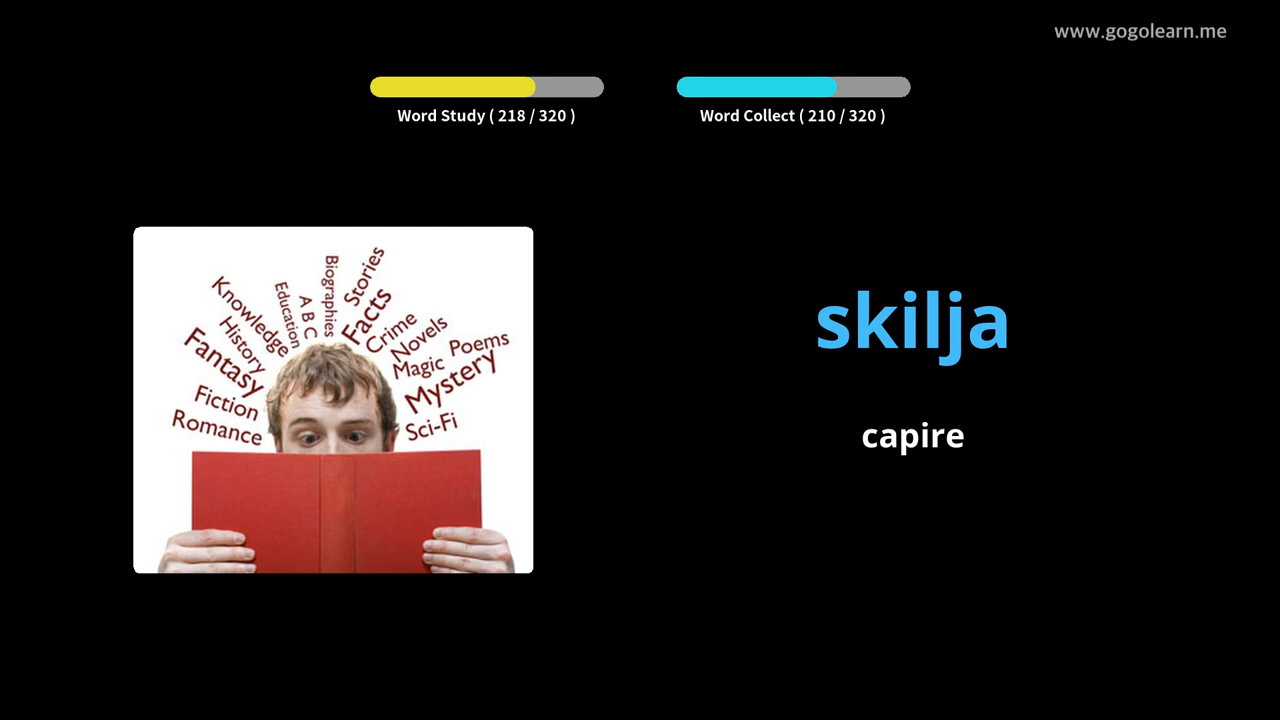 www.gogolearn.me
Word Study ( 218 / 320 )
Word Collect ( 210 / 320 )
Knowledge
History
Fantasy
Fiction
Romance
Education
A B C
Biographies
Stories
Facts
Crime
Novels
Magic
Poems
Mystery
Sci-Fi
skilja
capire